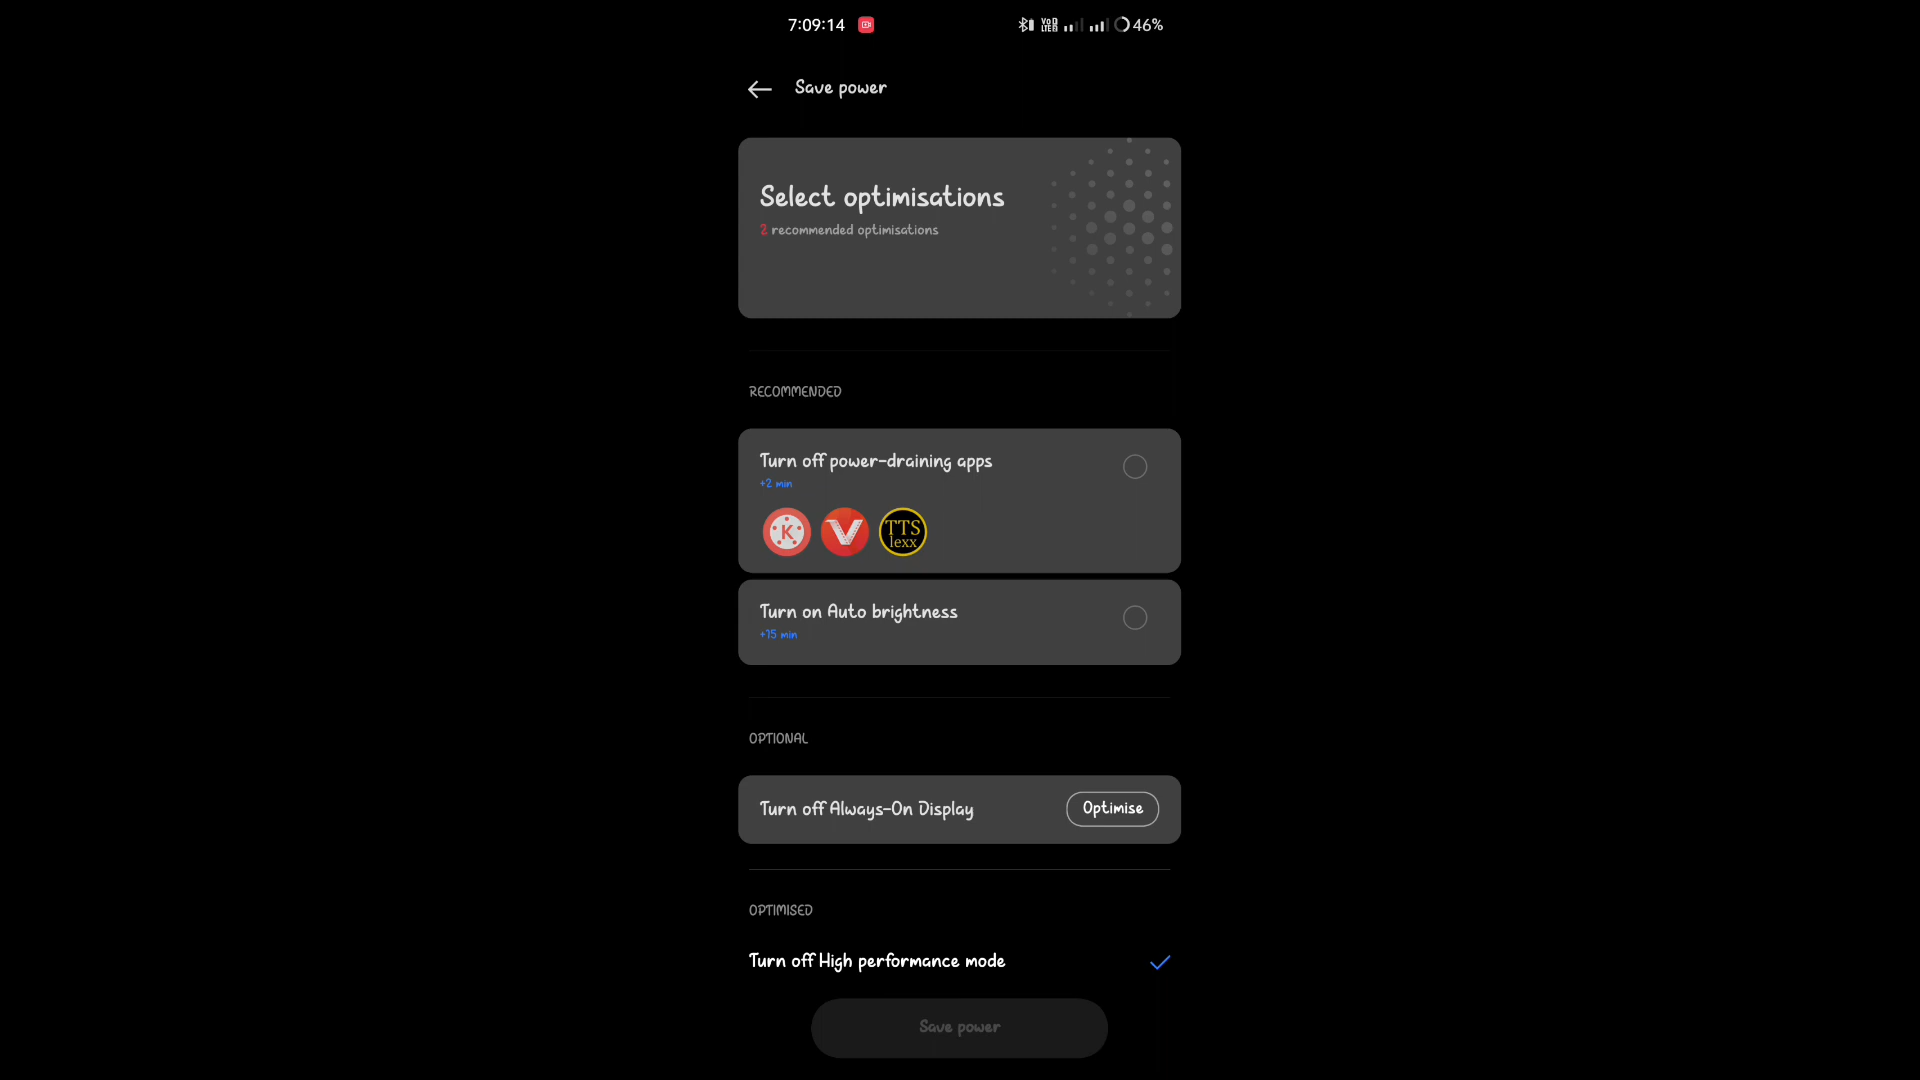 7:09:14 46%
Save power
Select optimisations
2 recommended optimisations
RECOMMENDED
Turn off power-draining apps
+2 min
K V TTS lexx
Turn on Auto brightness
+15 min
OPTIONAL
Turn off Always-On Display Optimise
OPTIMISED
Turn off High performance mode
Save power